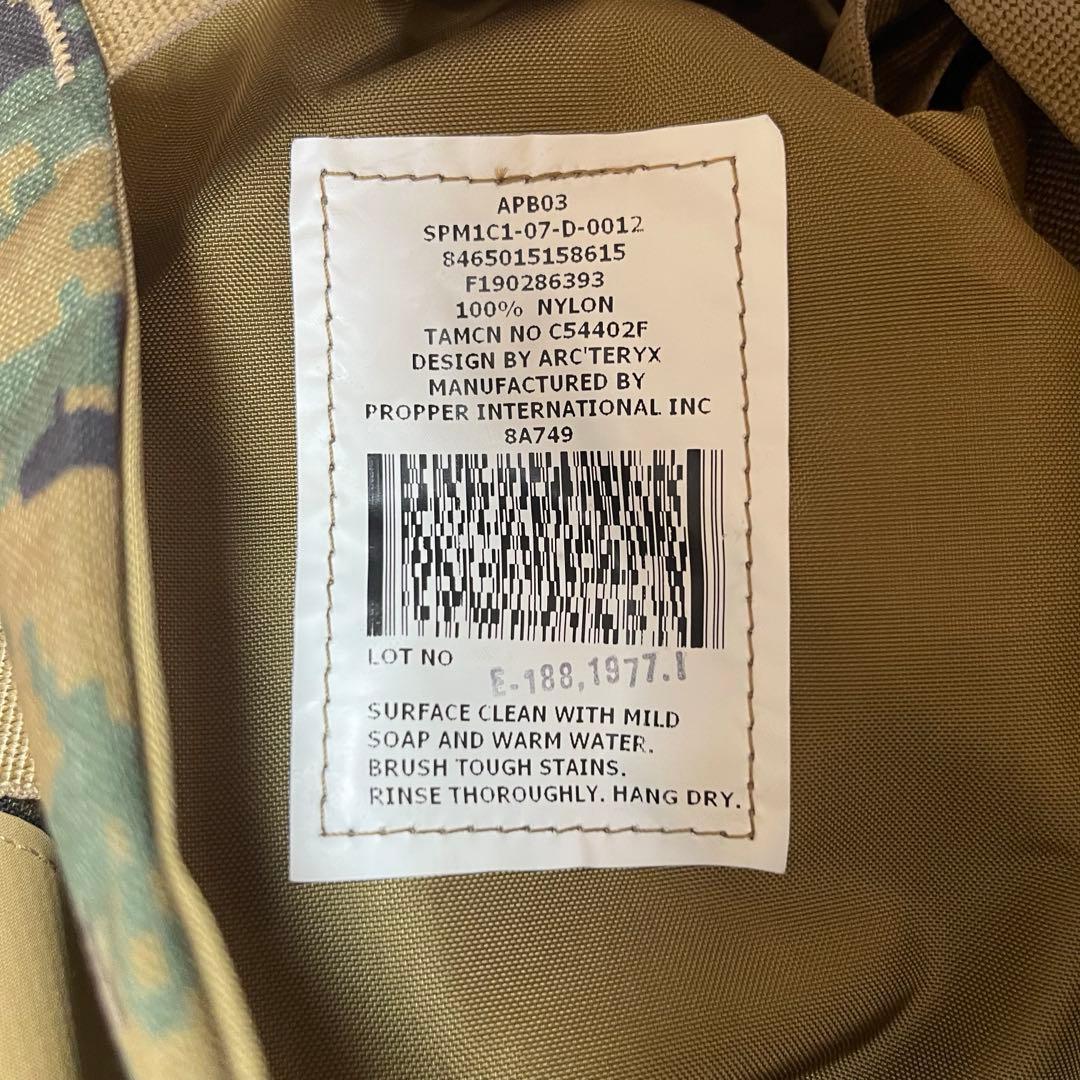 APB03
SPM1C1-07-D-0012
8465015158615
F190286393
100% NYLON
TAMCN NO C54402F
DESIGN BY ARC'TERYX
MANUFACTURED BY
PROPPER INTERNATIONAL INC
8A749
LOT NO
E-188,1977.1
SURFACE CLEAN WITH MILD
SOAP AND WARM WATER.
BRUSH TOUGH STAINS.
RINSE THOROUGHLY. HANG DRY.